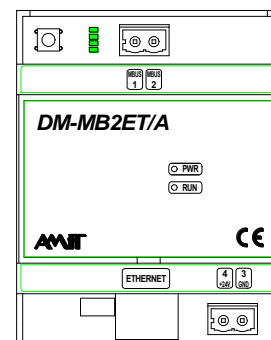 MBUS 1 MBUS 2
DM-MB2ET/A
PWR
RUN
AMiT CE
ETHERNET 4 +24V 3 GND